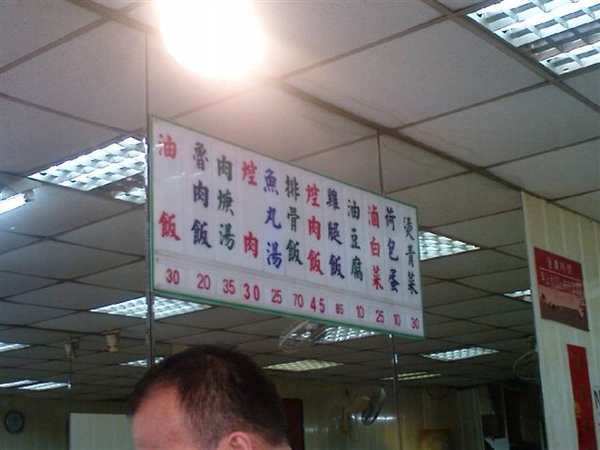 油飯 30
魯肉飯 20
肉焿湯 35
焢肉 30
魚丸湯 25
排骨飯 70
焢肉飯 45
雞腿飯 85
油豆腐 10
滷白菜 25
荷包蛋 10
燙青菜 30